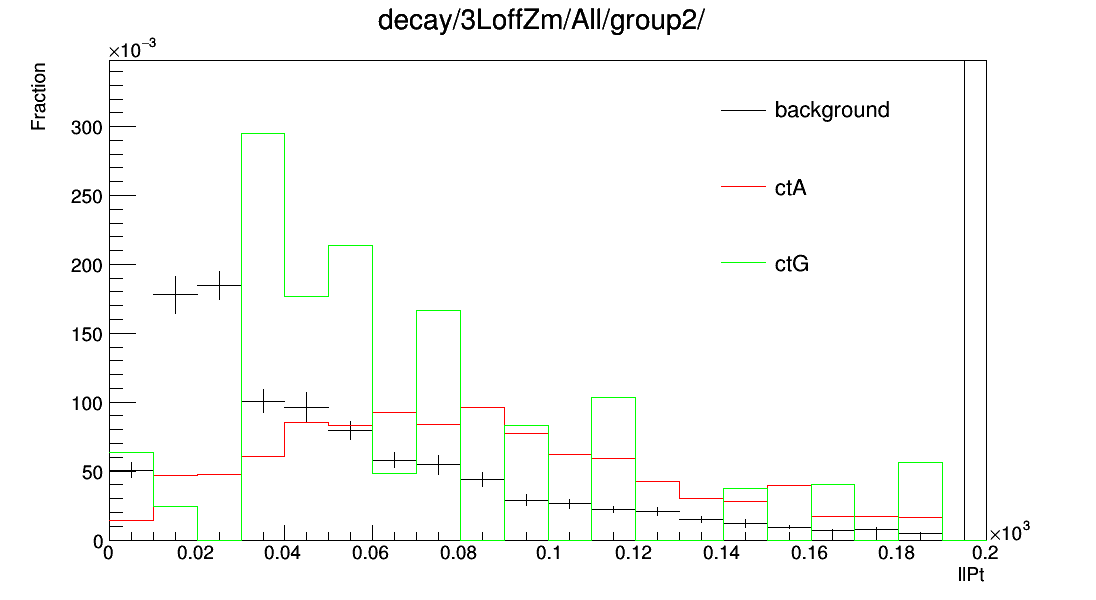 decay/3LoffZm/All/group2/
×10⁻³
Fraction
background
ctA
ctG
300
250
200
150
100
50
0
0 0.02 0.04 0.06 0.08 0.1 0.12 0.14 0.16 0.18 0.2
×10³
llPt